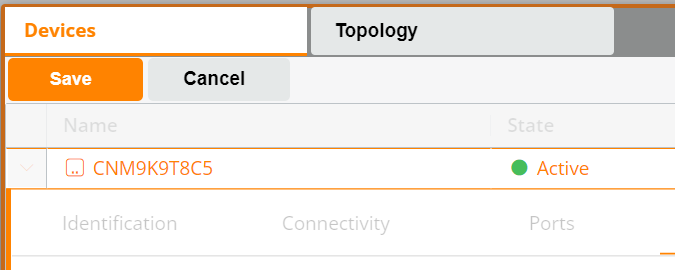 Devices Topology
Save Cancel
Name State
CNM9K9T8C5 Active
Identification Connectivity Ports